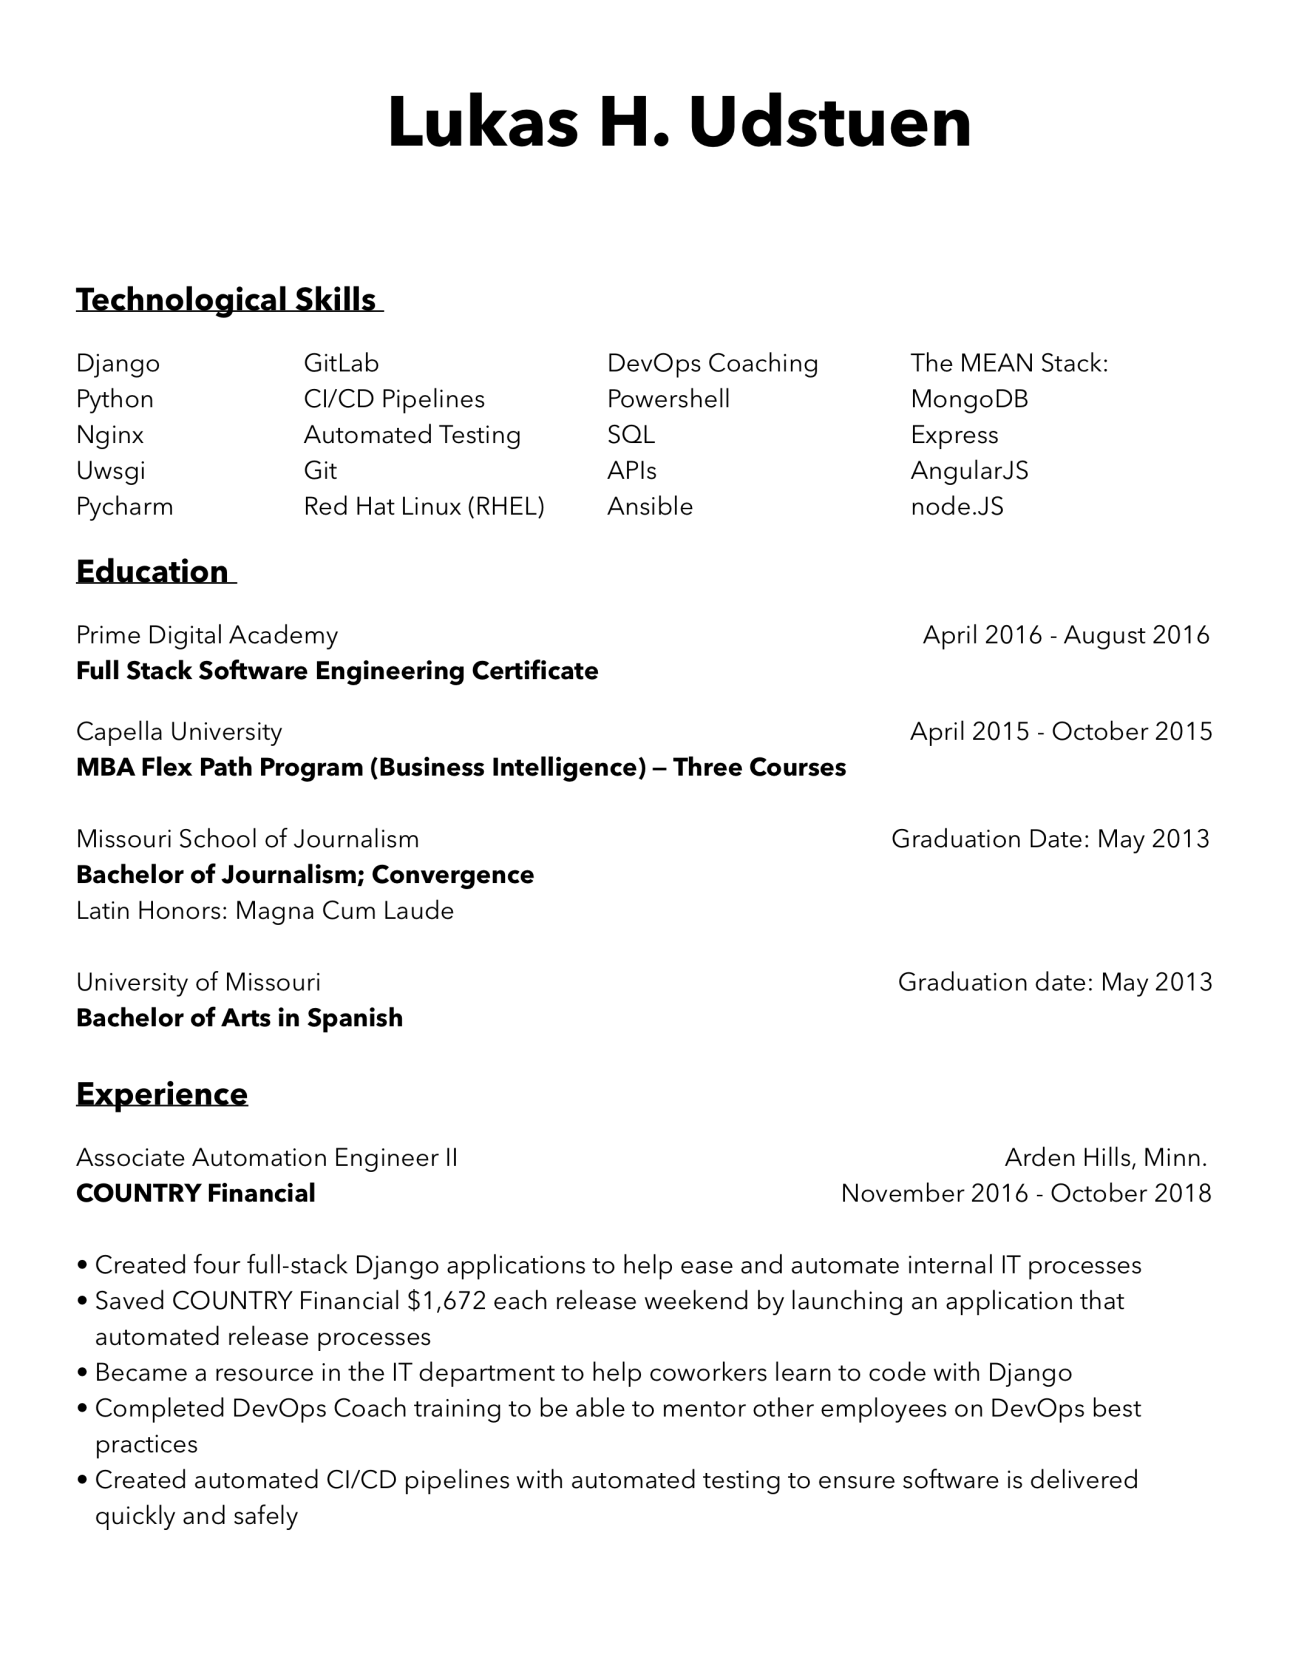 Lukas H. Udstuen
Technological Skills
Django GitLab DevOps Coaching The MEAN Stack:
Python CI/CD Pipelines Powershell MongoDB
Nginx Automated Testing SQL Express
Uwsgi Git APIs AngularJS
Pycharm Red Hat Linux (RHEL) Ansible node.JS
Education
Prime Digital Academy April 2016 - August 2016
Full Stack Software Engineering Certificate
Capella University April 2015 - October 2015
MBA Flex Path Program (Business Intelligence) – Three Courses
Missouri School of Journalism Graduation Date: May 2013
Bachelor of Journalism; Convergence
Latin Honors: Magna Cum Laude
University of Missouri Graduation date: May 2013
Bachelor of Arts in Spanish
Experience
Associate Automation Engineer II Arden Hills, Minn.
COUNTRY Financial November 2016 - October 2018
• Created four full-stack Django applications to help ease and automate internal IT processes
• Saved COUNTRY Financial $1,672 each release weekend by launching an application that
automated release processes
• Became a resource in the IT department to help coworkers learn to code with Django
• Completed DevOps Coach training to be able to mentor other employees on DevOps best
practices
• Created automated CI/CD pipelines with automated testing to ensure software is delivered
quickly and safely